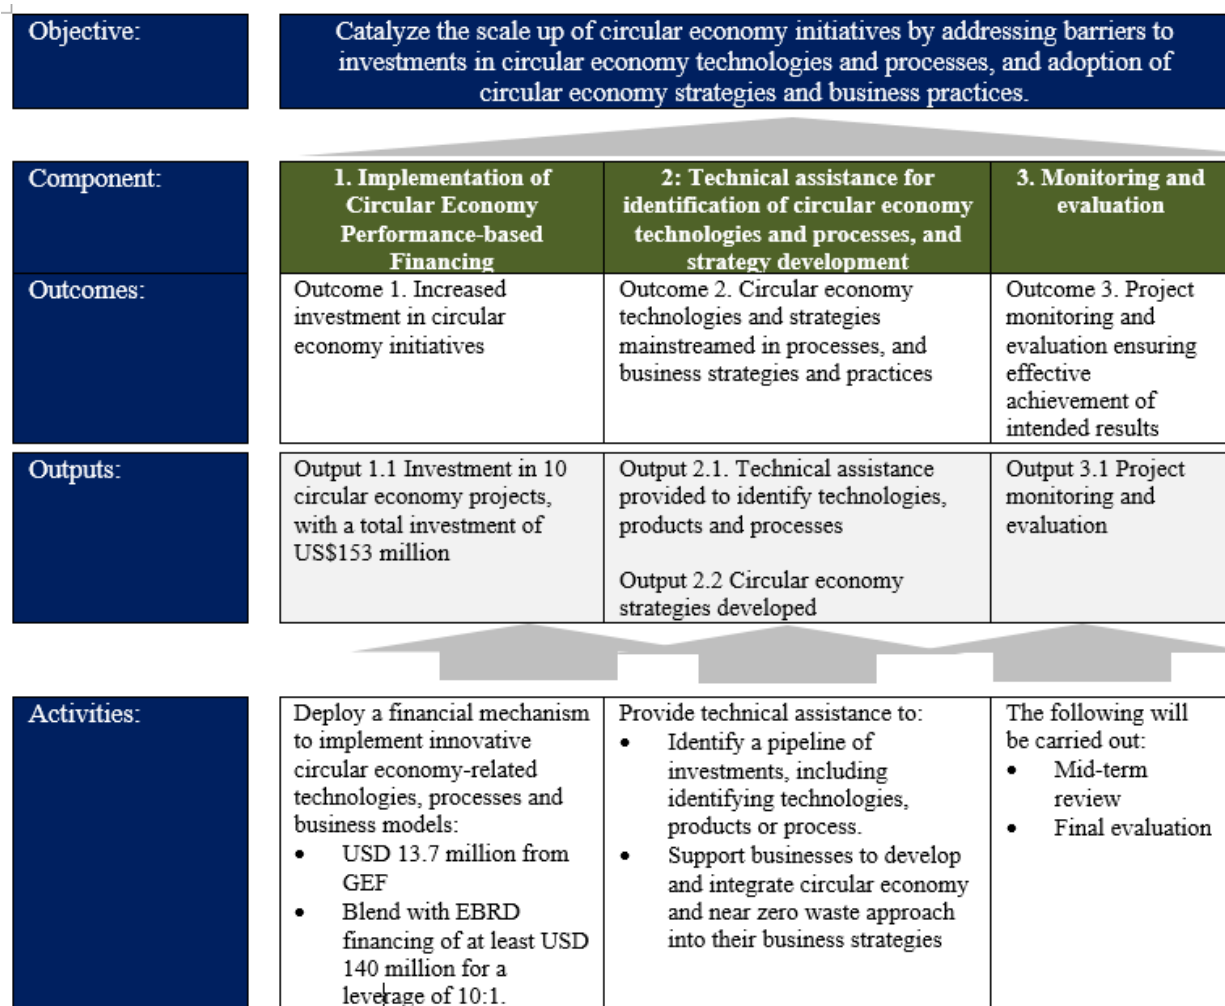 Objective:
Catalyze the scale up of circular economy initiatives by addressing barriers to
investments in circular economy technologies and processes, and adoption of
circular economy strategies and business practices.
Component:
1. Implementation of
Circular Economy
Performance-based
Financing
2: Technical assistance for
identification of circular economy
technologies and processes, and
strategy development
3. Monitoring and
evaluation
Outcomes:
Outcome 1. Increased
investment in circular
economy initiatives
Outcome 2. Circular economy
technologies and strategies
mainstreamed in processes, and
business strategies and practices
Outcome 3. Project
monitoring and
evaluation ensuring
effective
achievement of
intended results
Outputs:
Output 1.1 Investment in 10
circular economy projects,
with a total investment of
US$153 million
Output 2.1. Technical assistance
provided to identify technologies,
products and processes
Output 2.2 Circular economy
strategies developed
Output 3.1 Project
monitoring and
evaluation
Activities:
Deploy a financial mechanism
to implement innovative
circular economy-related
technologies, processes and
business models:
• USD 13.7 million from
GEF
• Blend with EBRD
financing of at least USD
140 million for a
leverage of 10:1.
Provide technical assistance to:
• Identify a pipeline of
investments, including
identifying technologies,
products or process.
• Support businesses to develop
and integrate circular economy
and near zero waste approach
into their business strategies
The following will
be carried out:
• Mid-term
review
• Final evaluation